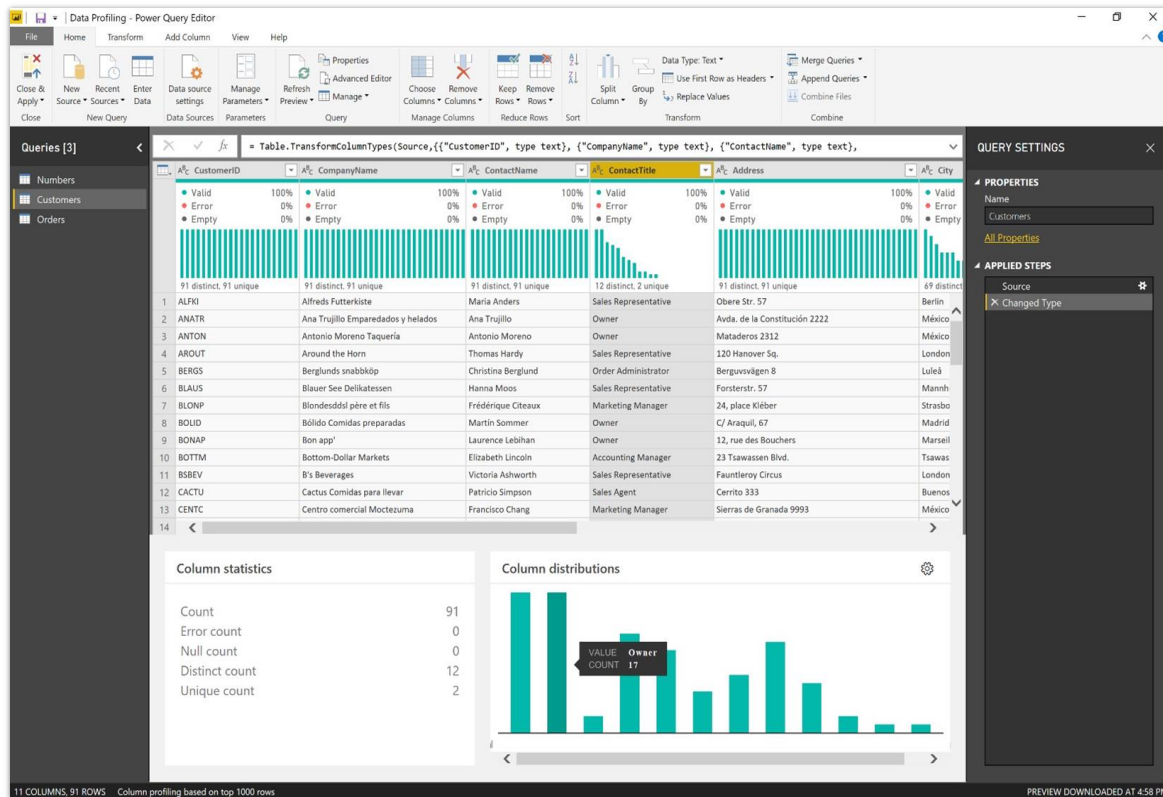 Data Profiling - Power Query Editor
File Home Transform Add Column View Help
Close & Apply
New Source
Recent Sources
Enter Data
Data source settings
Manage Parameters
Refresh Preview
Properties
Advanced Editor
Manage
Choose Columns
Remove Columns
Keep Rows
Remove Rows
Split Column
Group By
Data Type: Text
Use First Row as Headers
Replace Values
Merge Queries
Append Queries
Combine Files
Close New Query Data Sources Parameters Query Manage Columns Reduce Rows Sort Transform Combine
Queries [3]
Numbers
Customers
Orders
fx = Table.TransformColumnTypes(Source,{{"CustomerID", type text}, {"CompanyName", type text}, {"ContactName", type text},
CustomerID CompanyName ContactName ContactTitle Address City
Valid 100% Valid 100% Valid 100% Valid 100% Valid 100% Valid
Error 0% Error 0% Error 0% Error 0% Error 0% Error
Empty 0% Empty 0% Empty 0% Empty 0% Empty 0% Empty
91 distinct, 91 unique 91 distinct, 91 unique 91 distinct, 91 unique 12 distinct, 2 unique 91 distinct, 91 unique 69 distinct
1 ALFKI Alfreds Futterkiste Maria Anders Sales Representative Obere Str. 57 Berlin
2 ANATR Ana Trujillo Emparedados y helados Ana Trujillo Owner Avda. de la Constitución 2222 México
3 ANTON Antonio Moreno Taquería Antonio Moreno Owner Mataderos 2312 México
4 AROUT Around the Horn Thomas Hardy Sales Representative 120 Hanover Sq. London
5 BERGS Berglunds snabbköp Christina Berglund Order Administrator Berguvsvägen 8 Luleå
6 BLAUS Blauer See Delikatessen Hanna Moos Sales Representative Forsterstr. 57 Mannh
7 BLONP Blondesddsl père et fils Frédérique Citeaux Marketing Manager 24, place Kléber Strasbo
8 BOLID Bólido Comidas preparadas Martín Sommer Owner C/ Araquil, 67 Madrid
9 BONAP Bon app' Laurence Lebihan Owner 12, rue des Bouchers Marseil
10 BOTTM Bottom-Dollar Markets Elizabeth Lincoln Accounting Manager 23 Tsawassen Blvd. Tsawas
11 BSBEV B's Beverages Victoria Ashworth Sales Representative Fauntleroy Circus London
12 CACTU Cactus Comidas para llevar Patricio Simpson Sales Agent Cerrito 333 Buenos
13 CENTC Centro comercial Moctezuma Francisco Chang Marketing Manager Sierras de Granada 9993 México
14
Column statistics
Count 91
Error count 0
Null count 0
Distinct count 12
Unique count 2
Column distributions
VALUE Owner
COUNT 17
QUERY SETTINGS
PROPERTIES
Name
Customers
All Properties
APPLIED STEPS
Source
Changed Type
11 COLUMNS, 91 ROWS Column profiling based on top 1000 rows
PREVIEW DOWNLOADED AT 4:58 PM